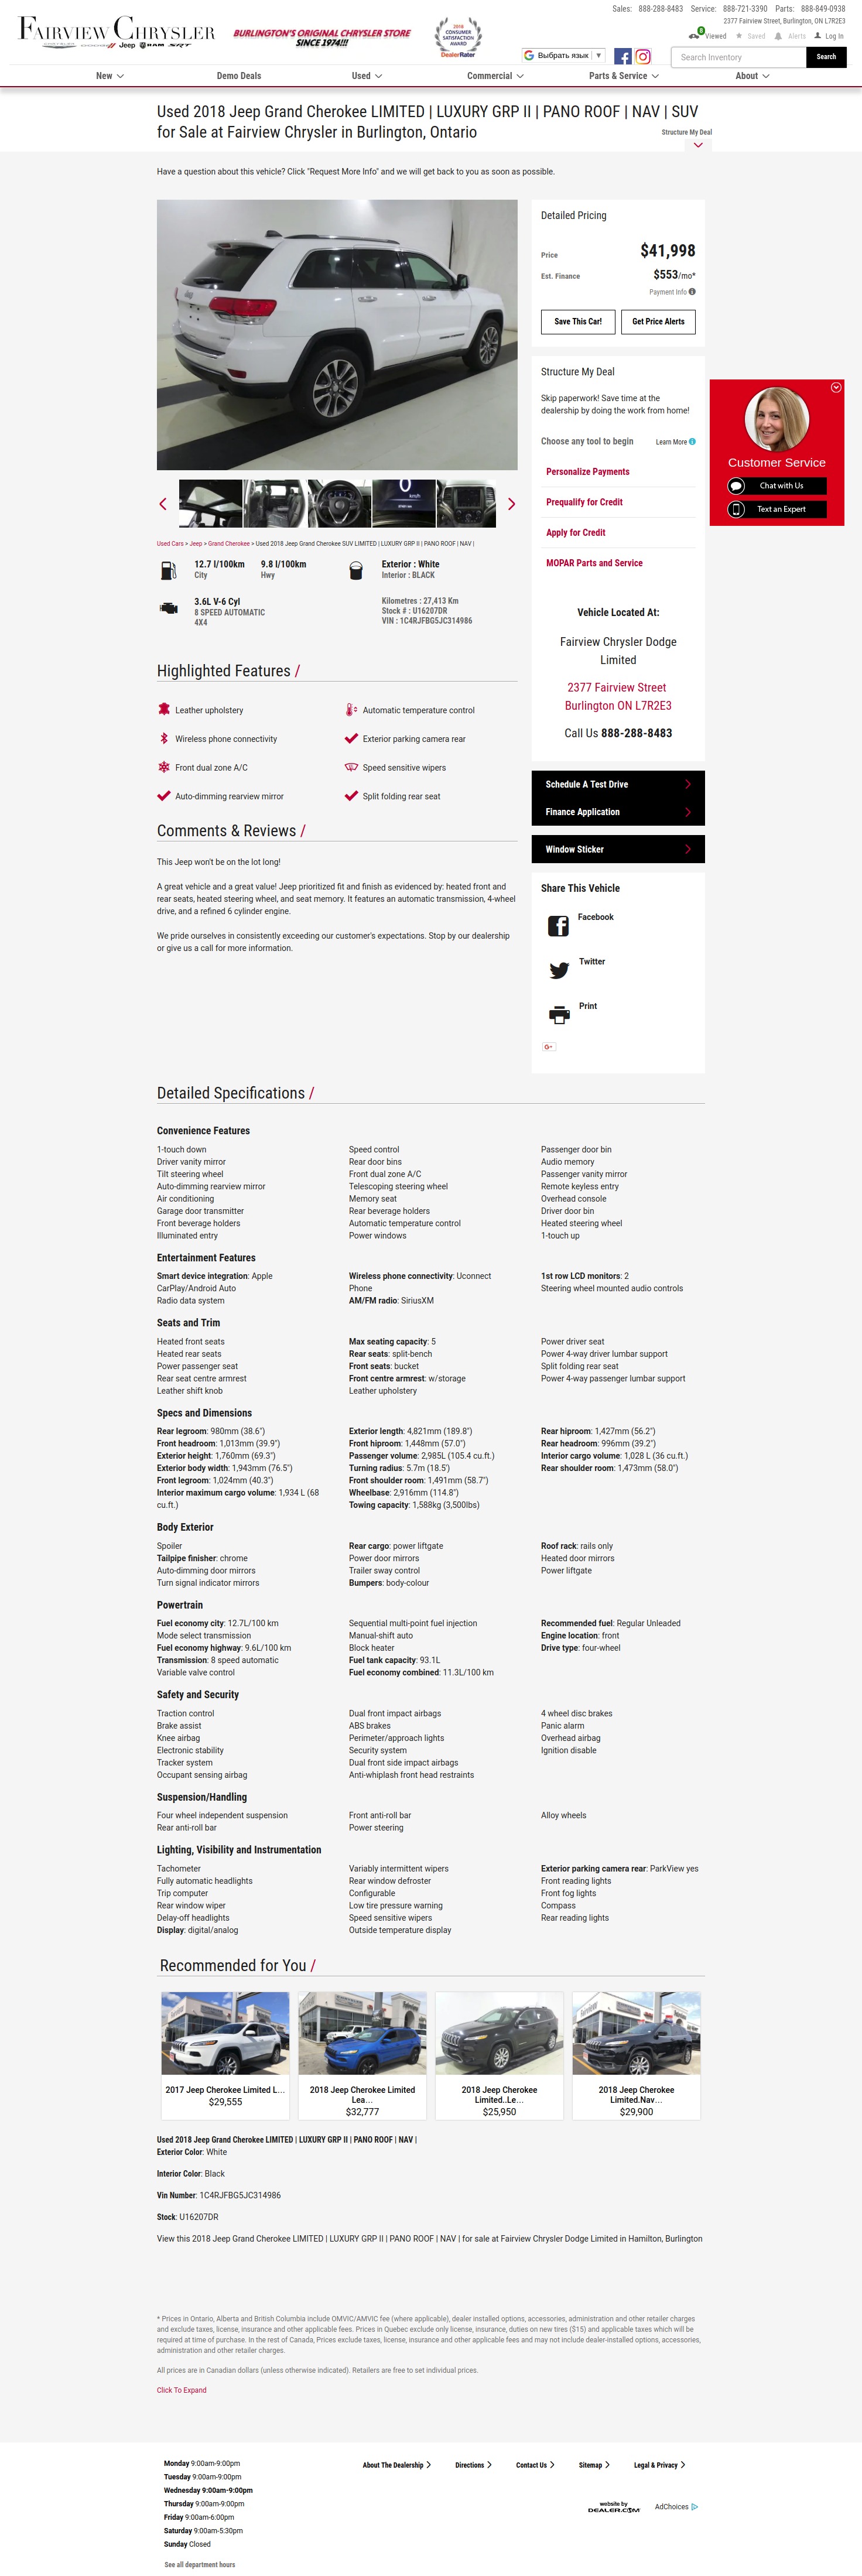 Sales: 888-288-8483 Service: 888-721-3390 Parts: 888-849-0938
2377 Fairview Street, Burlington, ON L7R2E3
FAIRVIEW CHRYSLER
Jeep RAM SRT
BURLINGTON'S ORIGINAL CHRYSLER STORE
SINCE 1974!!!
2018
CONSUMER
SATISFACTION
AWARD
DealerRater
0 Viewed Saved Alerts Log In
Выбрать язык ▼
Search Inventory
Search
New Demo Deals Used Commercial Parts & Service About
Used 2018 Jeep Grand Cherokee LIMITED | LUXURY GRP II | PANO ROOF | NAV | SUV
for Sale at Fairview Chrysler in Burlington, Ontario
Structure My Deal
Have a question about this vehicle? Click "Request More Info" and we will get back to you as soon as possible.
Detailed Pricing
Price $41,998
Est. Finance $553/mo*
Payment Info
Save This Car! Get Price Alerts
Structure My Deal
Skip paperwork! Save time at the
dealership by doing the work from home!
Choose any tool to begin Learn More
Personalize Payments
Prequalify for Credit
Apply for Credit
MOPAR Parts and Service
Customer Service
Chat with Us
Text an Expert
0
km/h
Used Cars > Jeep > Grand Cherokee > Used 2018 Jeep Grand Cherokee SUV LIMITED | LUXURY GRP II | PANO ROOF | NAV |
12.7 l/100km 9.8 l/100km
City Hwy
Exterior : White
Interior : BLACK
3.6L V-6 Cyl
8 SPEED AUTOMATIC
4X4
Kilometres : 27,413 Km
Stock # : U16207DR
VIN : 1C4RJFBG5JC314986
Vehicle Located At:
Fairview Chrysler Dodge
Limited
2377 Fairview Street
Burlington ON L7R2E3
Call Us 888-288-8483
Highlighted Features /
Leather upholstery Automatic temperature control
Wireless phone connectivity Exterior parking camera rear
Front dual zone A/C Speed sensitive wipers
Auto-dimming rearview mirror Split folding rear seat
Schedule A Test Drive
Finance Application
Window Sticker
Comments & Reviews /
This Jeep won't be on the lot long!
A great vehicle and a great value! Jeep prioritized fit and finish as evidenced by: heated front and
rear seats, heated steering wheel, and seat memory. It features an automatic transmission, 4-wheel
drive, and a refined 6 cylinder engine.
We pride ourselves in consistently exceeding our customer's expectations. Stop by our dealership
or give us a call for more information.
Share This Vehicle
Facebook
Twitter
Print
G+
Detailed Specifications /
Convenience Features
1-touch down Speed control Passenger door bin
Driver vanity mirror Rear door bins Audio memory
Tilt steering wheel Front dual zone A/C Passenger vanity mirror
Auto-dimming rearview mirror Telescoping steering wheel Remote keyless entry
Air conditioning Memory seat Overhead console
Garage door transmitter Rear beverage holders Driver door bin
Front beverage holders Automatic temperature control Heated steering wheel
Illuminated entry Power windows 1-touch up
Entertainment Features
Smart device integration: Apple Wireless phone connectivity: Uconnect 1st row LCD monitors: 2
CarPlay/Android Auto Phone Steering wheel mounted audio controls
Radio data system AM/FM radio: SiriusXM
Seats and Trim
Heated front seats Max seating capacity: 5 Power driver seat
Heated rear seats Rear seats: split-bench Power 4-way driver lumbar support
Power passenger seat Front seats: bucket Split folding rear seat
Rear seat centre armrest Front centre armrest: w/storage Power 4-way passenger lumbar support
Leather shift knob Leather upholstery
Specs and Dimensions
Rear legroom: 980mm (38.6") Exterior length: 4,821mm (189.8") Rear hiproom: 1,427mm (56.2")
Front headroom: 1,013mm (39.9") Front hiproom: 1,448mm (57.0") Rear headroom: 996mm (39.2")
Exterior height: 1,760mm (69.3") Passenger volume: 2,985L (105.4 cu.ft.) Interior cargo volume: 1,028 L (36 cu.ft.)
Exterior body width: 1,943mm (76.5") Turning radius: 5.7m (18.5') Rear shoulder room: 1,473mm (58.0")
Front legroom: 1,024mm (40.3") Front shoulder room: 1,491mm (58.7")
Interior maximum cargo volume: 1,934 L (68 Wheelbase: 2,916mm (114.8")
cu.ft.) Towing capacity: 1,588kg (3,500lbs)
Body Exterior
Spoiler Rear cargo: power liftgate Roof rack: rails only
Tailpipe finisher: chrome Power door mirrors Heated door mirrors
Auto-dimming door mirrors Trailer sway control Power liftgate
Turn signal indicator mirrors Bumpers: body-colour
Powertrain
Fuel economy city: 12.7L/100 km Sequential multi-point fuel injection Recommended fuel: Regular Unleaded
Mode select transmission Manual-shift auto Engine location: front
Fuel economy highway: 9.6L/100 km Block heater Drive type: four-wheel
Transmission: 8 speed automatic Fuel tank capacity: 93.1L
Variable valve control Fuel economy combined: 11.3L/100 km
Safety and Security
Traction control Dual front impact airbags 4 wheel disc brakes
Brake assist ABS brakes Panic alarm
Knee airbag Perimeter/approach lights Overhead airbag
Electronic stability Security system Ignition disable
Tracker system Dual front side impact airbags
Occupant sensing airbag Anti-whiplash front head restraints
Suspension/Handling
Four wheel independent suspension Front anti-roll bar Alloy wheels
Rear anti-roll bar Power steering
Lighting, Visibility and Instrumentation
Tachometer Variably intermittent wipers Exterior parking camera rear: ParkView yes
Fully automatic headlights Rear window defroster Front reading lights
Trip computer Configurable Front fog lights
Rear window wiper Low tire pressure warning Compass
Delay-off headlights Speed sensitive wipers Rear reading lights
Display: digital/analog Outside temperature display
Recommended for You /
2017 Jeep Cherokee Limited L...
$29,555
2018 Jeep Cherokee Limited
Lea...
$32,777
2018 Jeep Cherokee
Limited..Le...
$25,950
2018 Jeep Cherokee
Limited.Nav...
$29,900
Used 2018 Jeep Grand Cherokee LIMITED | LUXURY GRP II | PANO ROOF | NAV |
Exterior Color: White
Interior Color: Black
Vin Number: 1C4RJFBG5JC314986
Stock: U16207DR
View this 2018 Jeep Grand Cherokee LIMITED | LUXURY GRP II | PANO ROOF | NAV | for sale at Fairview Chrysler Dodge Limited in Hamilton, Burlington
* Prices in Ontario, Alberta and British Columbia include OMVIC/AMVIC fee (where applicable), dealer installed options, accessories, administration and other retailer charges
and exclude taxes, license, insurance and other applicable fees. Prices in Quebec exclude only license, insurance, duties on new tires ($15) and applicable taxes which will be
required at time of purchase. In the rest of Canada, Prices exclude taxes, license, insurance and other applicable fees and may not include dealer-installed options, accessories,
administration and other retailer charges.
All prices are in Canadian dollars (unless otherwise indicated). Retailers are free to set individual prices.
Click To Expand
Monday 9:00am-9:00pm
Tuesday 9:00am-9:00pm
Wednesday 9:00am-9:00pm
Thursday 9:00am-9:00pm
Friday 9:00am-6:00pm
Saturday 9:00am-5:30pm
Sunday Closed
See all department hours
About The Dealership Directions Contact Us Sitemap Legal & Privacy
website by
DEALER.COM
AdChoices